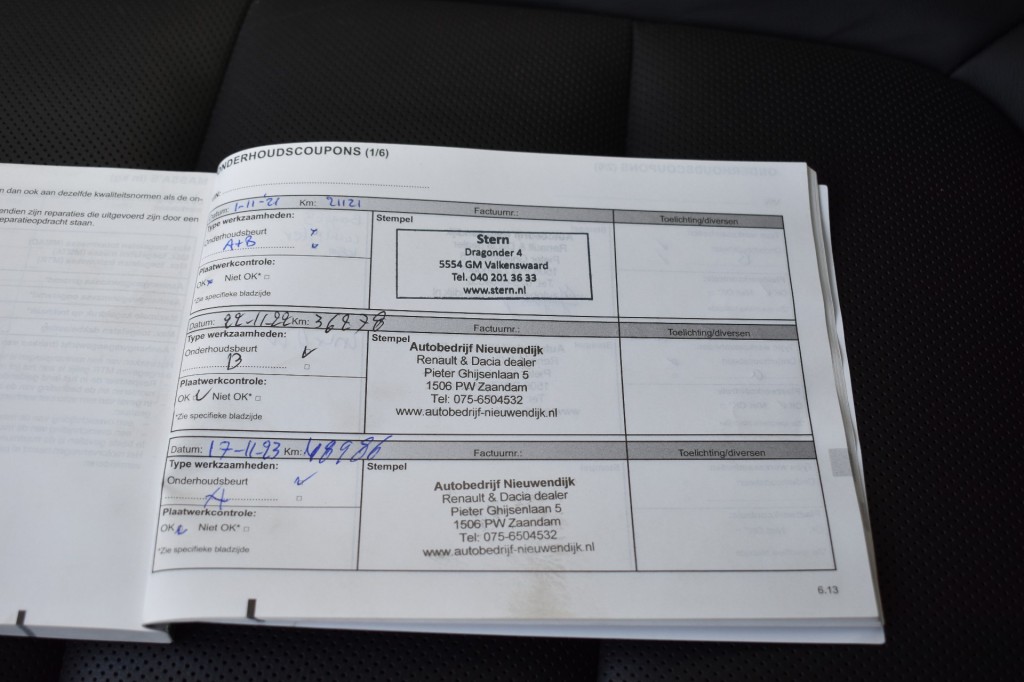 n dan ook aan dezelfde kwaliteitsnormen als de on-
endien zijn reparaties die uitgevoerd zijn door een
eparatieopdracht staan.
ONDERHOUDSCOUPONS (1/6)
Datum: 1-11-21 Km: 21121 Factuurnr.: Toelichting/diversen
Type werkzaamheden:
Stempel
Onderhoudsbeurt x
A+B
Stern
Dragonder 4
5554 GM Valkenswaard
Tel. 040 201 36 33
www.stern.nl
Plaatwerkcontrole:
OK Niet OK*
*Zie specifieke bladzijde
Datum: 22-11-22 Km: 36878 Factuurnr.: Toelichting/diversen
Type werkzaamheden:
Stempel
Onderhoudsbeurt
B
Autobedrijf Nieuwendijk
Renault & Dacia dealer
Pieter Ghijsenlaan 5
1506 PW Zaandam
Tel: 075-6504532
www.autobedrijf-nieuwendijk.nl
Plaatwerkcontrole:
OK Niet OK*
*Zie specifieke bladzijde
Datum: 17-11-23 Km: 48986 Factuurnr.: Toelichting/diversen
Type werkzaamheden:
Stempel
Onderhoudsbeurt
A
Autobedrijf Nieuwendijk
Renault & Dacia dealer
Pieter Ghijsenlaan 5
1506 PW Zaandam
Tel: 075-6504532
www.autobedrijf-nieuwendijk.nl
Plaatwerkcontrole:
OK Niet OK*
*Zie specifieke bladzijde
6.13